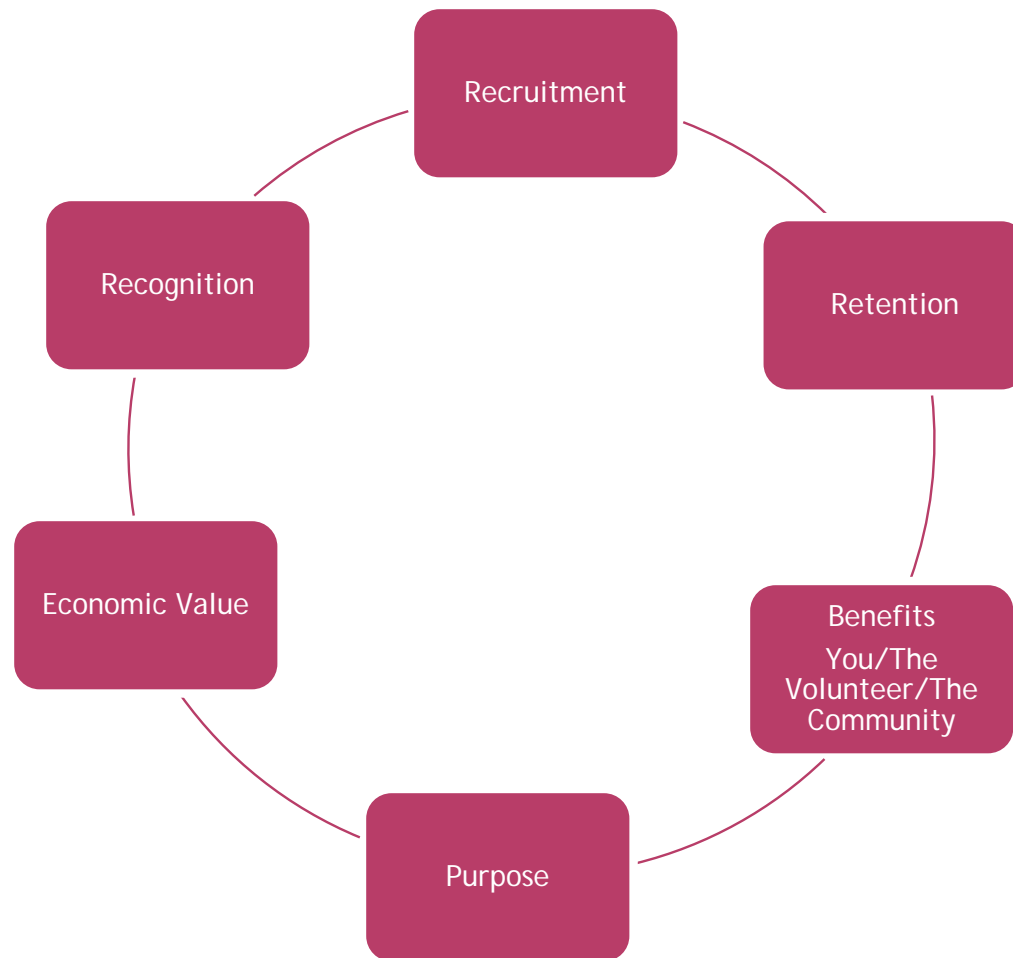 Recruitment
Recognition
Retention
Economic Value
Benefits
You/The
Volunteer/The
Community
Purpose